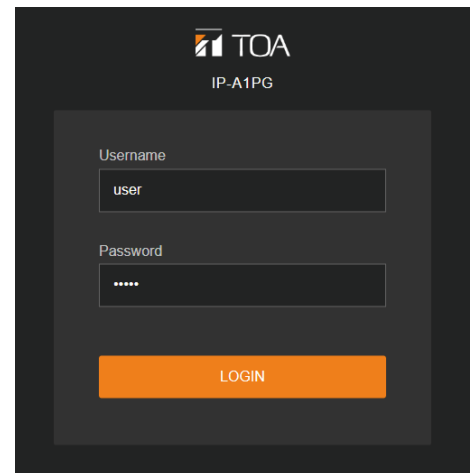 TOA
IP-A1PG
Username
user
Password
•••••
LOGIN